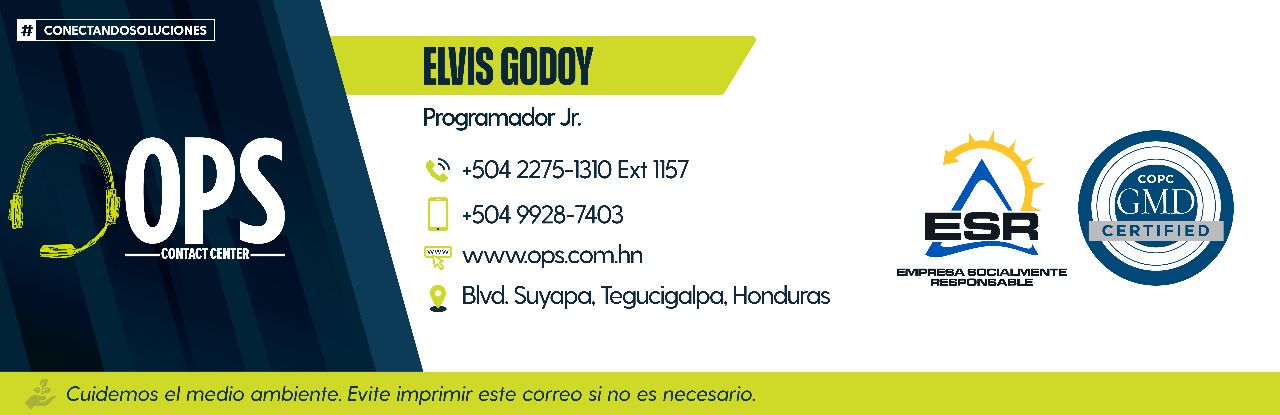 # CONECTANDOSOLUCIONES
OPS
CONTACT CENTER
ELVIS GODOY
Programador Jr.
+504 2275-1310 Ext 1157
+504 9928-7403
www
www.ops.com.hn
Blvd. Suyapa, Tegucigalpa, Honduras
ESR
EMPRESA SOCIALMENTE
RESPONSABLE
COPC
GMD
CERTIFIED
Cuidemos el medio ambiente. Evite imprimir este correo si no es necesario.